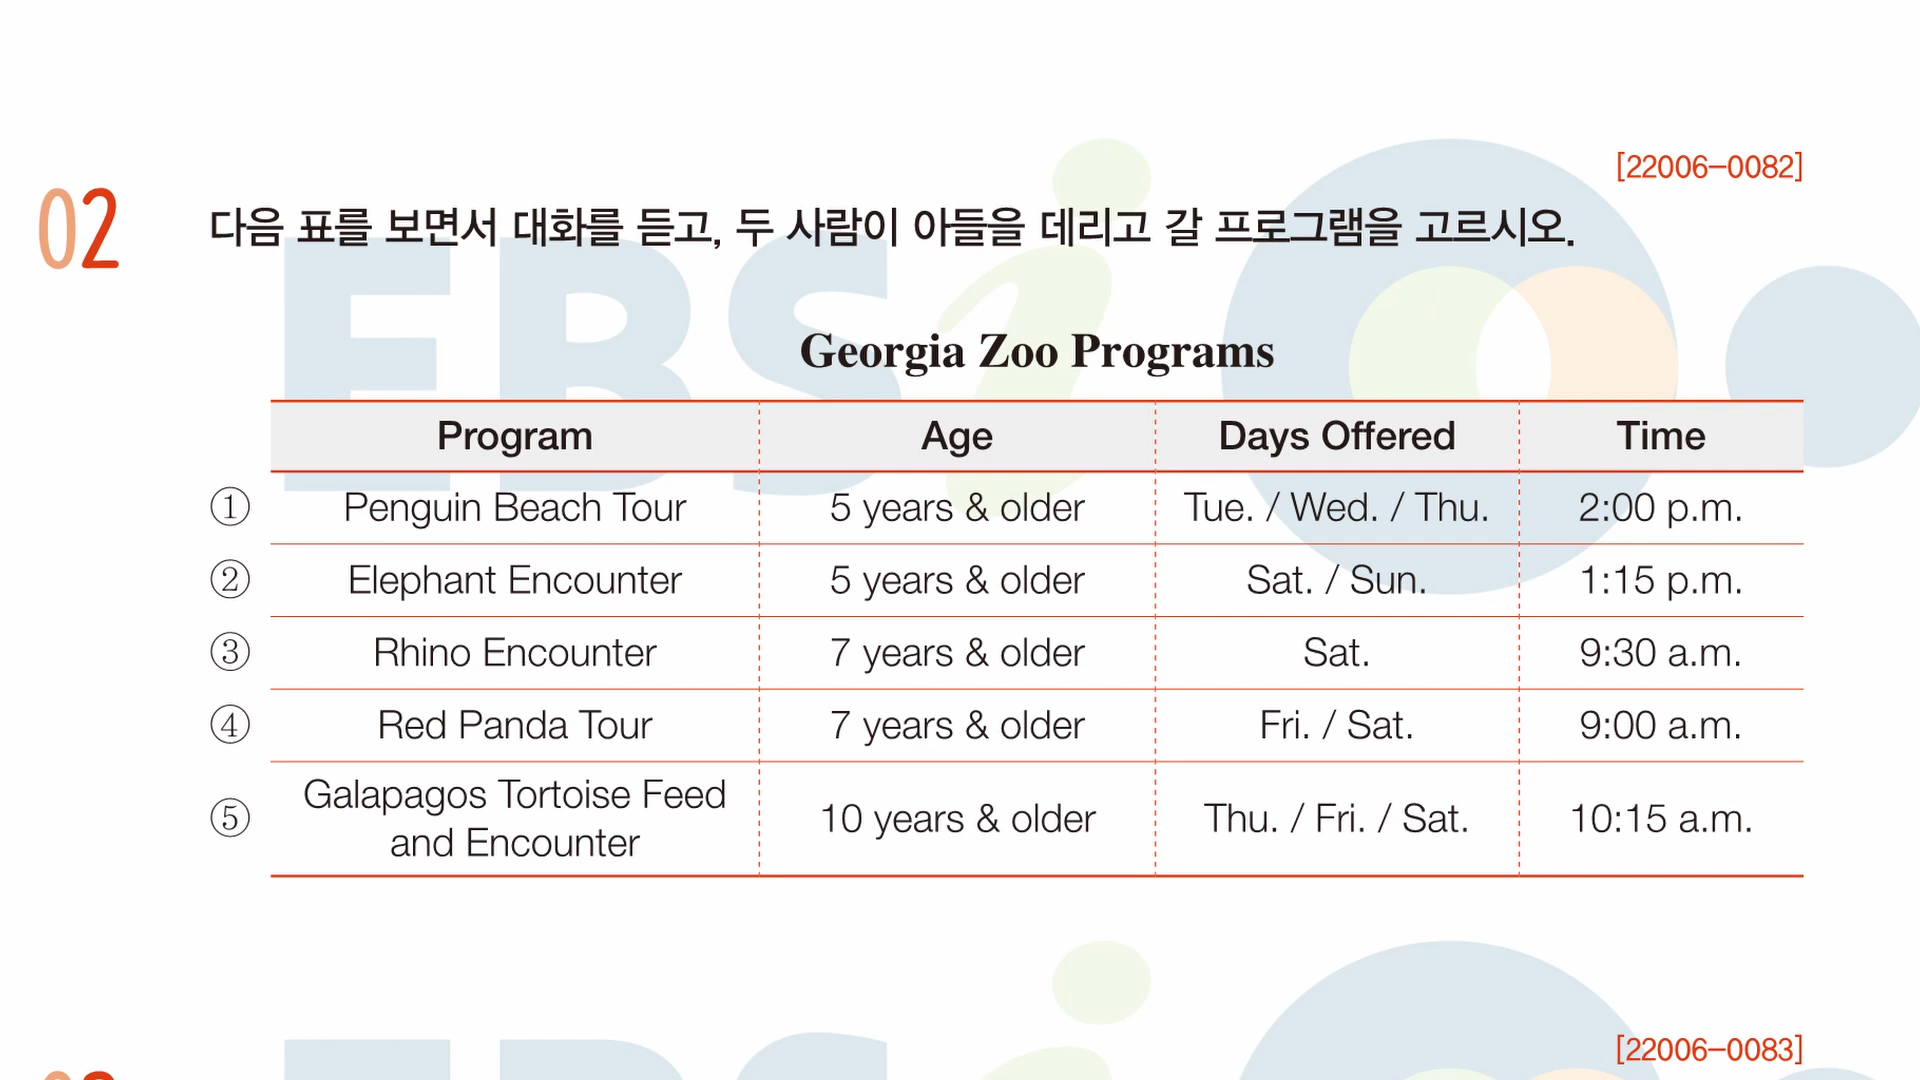 [22006-0082]
02 다음 표를 보면서 대화를 듣고, 두 사람이 아들을 데리고 갈 프로그램을 고르시오.
EBSi
Georgia Zoo Programs
Program Age Days Offered Time
① Penguin Beach Tour 5 years & older Tue. / Wed. / Thu. 2:00 p.m.
② Elephant Encounter 5 years & older Sat. / Sun. 1:15 p.m.
③ Rhino Encounter 7 years & older Sat. 9:30 a.m.
④ Red Panda Tour 7 years & older Fri. / Sat. 9:00 a.m.
⑤ Galapagos Tortoise Feed and Encounter 10 years & older Thu. / Fri. / Sat. 10:15 a.m.
[22006-0083]